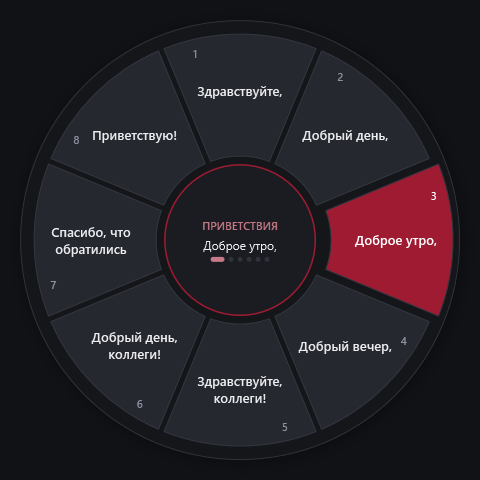 1
Здравствуйте,
2
Добрый день,
3
Доброе утро,
4
Добрый вечер,
5
Здравствуйте,
коллеги!
6
Добрый день,
коллеги!
7
Спасибо, что
обратились
8
Приветствую!
ПРИВЕТСТВИЯ
Доброе утро,